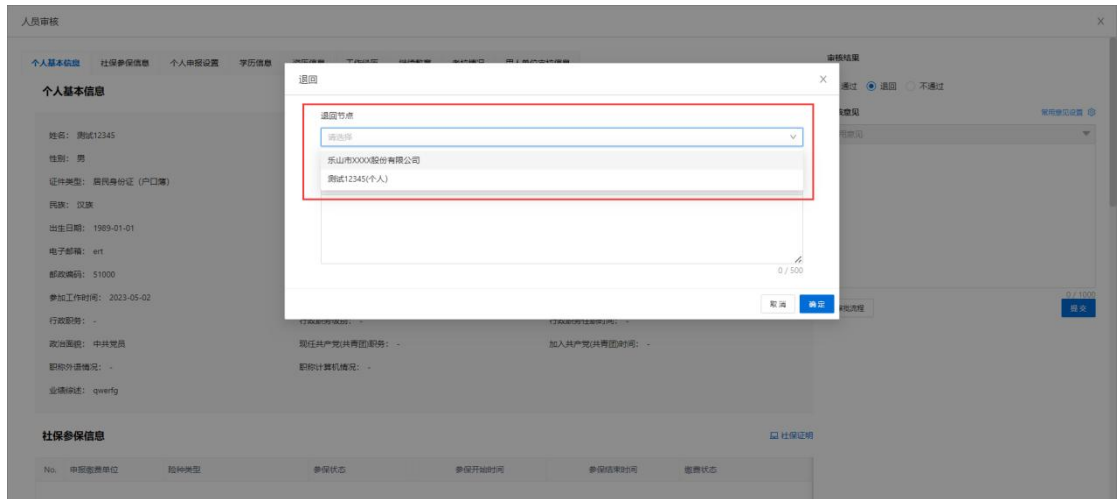 人员审核
X
个人基本信息 社保参保信息 个人申报设置 学历信息
审核结果
退回
X
通过 退回 不通过
个人基本信息
常用意见设置
退回节点
请选择
姓名： 测试12345
性别： 男
乐山市XXXX股份有限公司
证件类型： 居民身份证（户口簿）
测试12345(个人)
民族： 汉族
出生日期： 1989-01-01
电子邮箱： ert
0 / 500
邮政编码： 51000
参加工作时间： 2023-05-02
取消 确定
0 / 1000
提交
行政职务： -
政治面貌： 中共党员 现任共产党(共青团)职务： - 加入共产党(共青团)时间： -
职称外语情况： - 职称计算机情况： -
业绩综述： qwerfg
社保参保信息
社保证明
No. 申报缴费单位 险种类型 参保状态 参保开始时间 参保结束时间 缴费状态